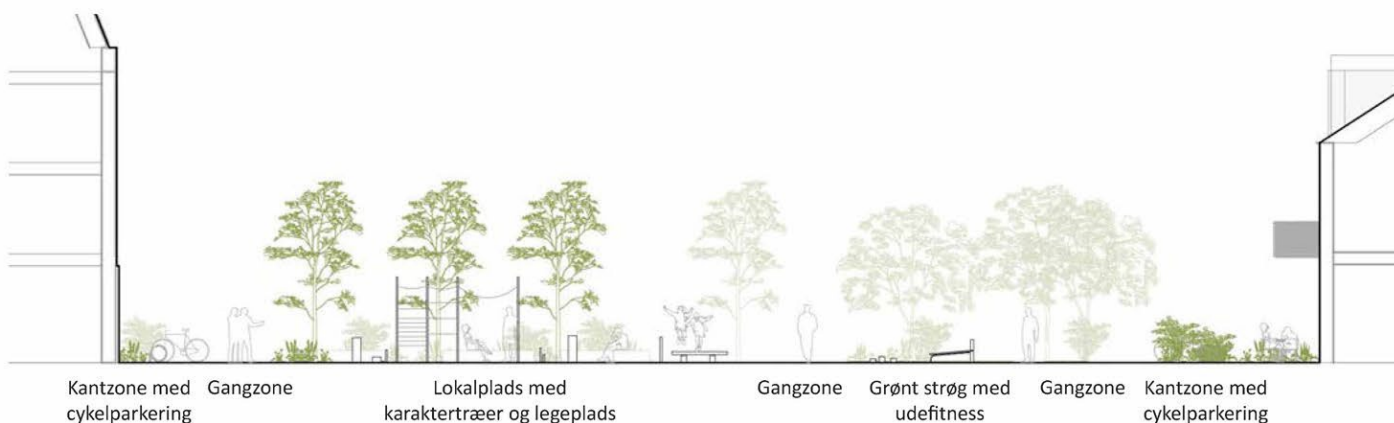 Kantzone med
cykelparkering
Gangzone
Lokalplads med
karaktertræer og legeplads
Gangzone
Grønt strøg med
udefitness
Gangzone
Kantzone med
cykelparkering